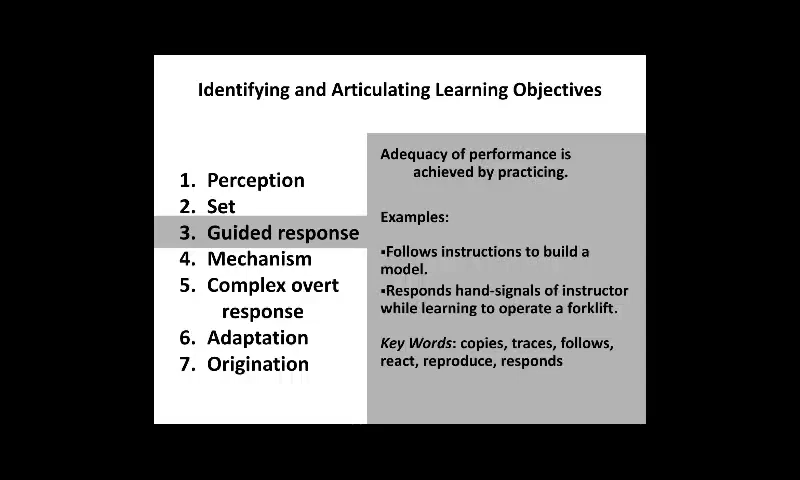 Identifying and Articulating Learning Objectives
1. Perception
2. Set
3. Guided response
4. Mechanism
5. Complex overt
response
6. Adaptation
7. Origination
Adequacy of performance is
achieved by practicing.
Examples:
▪Follows instructions to build a
model.
▪Responds hand-signals of instructor
while learning to operate a forklift.
Key Words: copies, traces, follows,
react, reproduce, responds